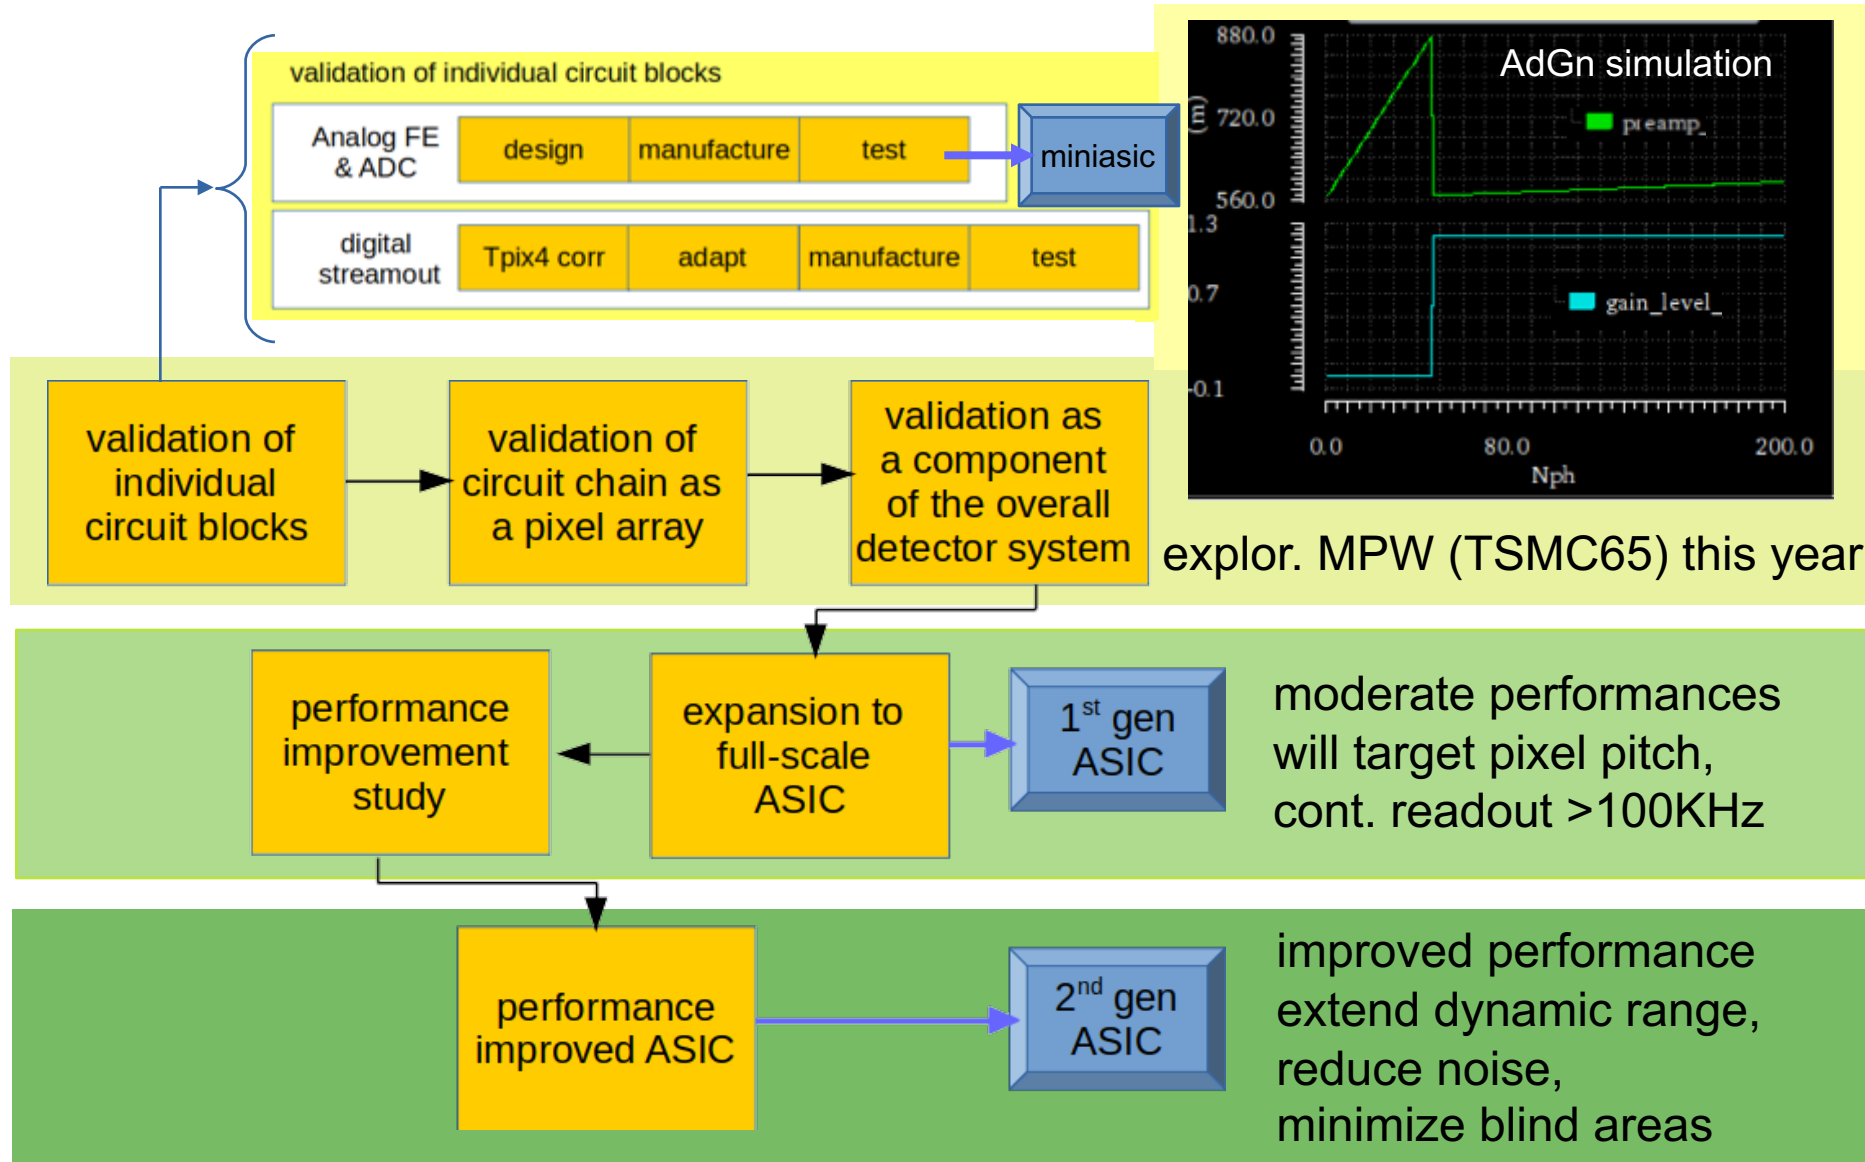 validation of individual circuit blocks
Analog FE
& ADC
design
manufacture
test
miniasic
digital
streamout
Tpix4 corr
adapt
manufacture
test
AdGn simulation
880.0
(m)
720.0
560.0
preamp_
1.3
0.7
-0.1
gain_level_
0.0
80.0
200.0
Nph
validation of
individual
circuit blocks
validation of
circuit chain as
a pixel array
validation as
a component
of the overall
detector system
explor. MPW (TSMC65) this year
performance
improvement
study
expansion to
full-scale
ASIC
1st gen
ASIC
moderate performances
will target pixel pitch,
cont. readout >100KHz
performance
improved ASIC
2nd gen
ASIC
improved performance
extend dynamic range,
reduce noise,
minimize blind areas